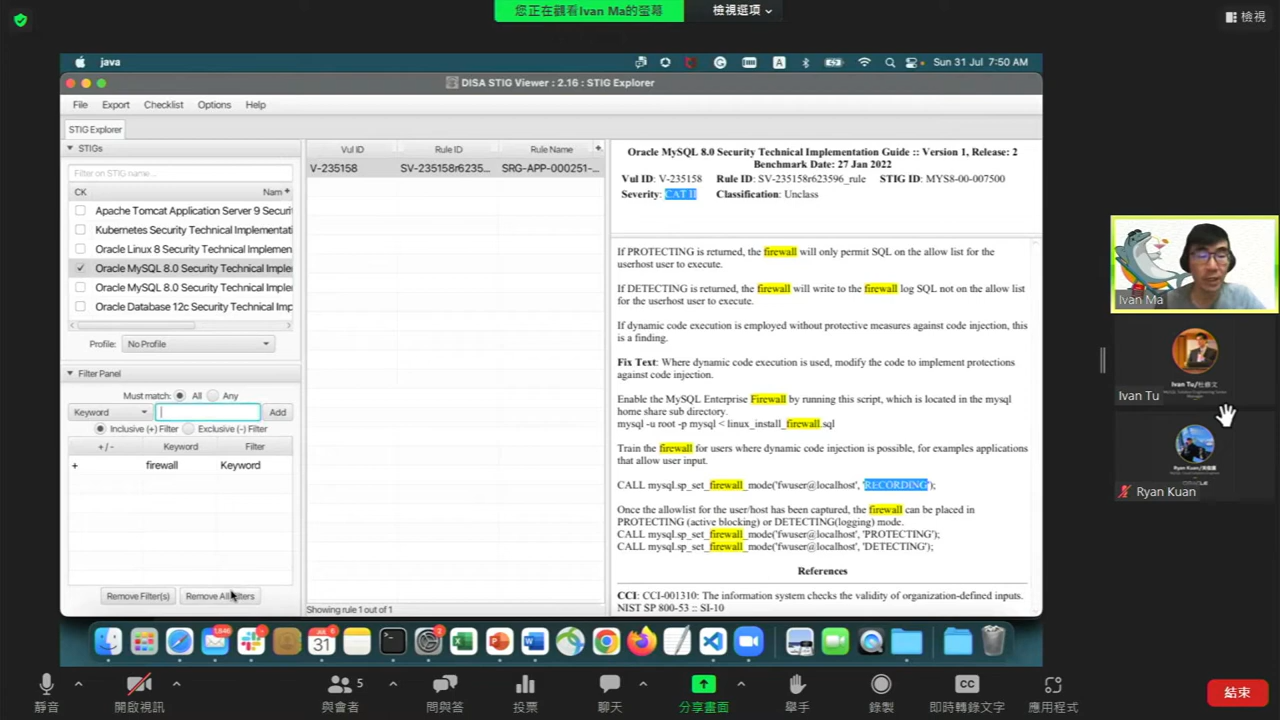 您正在觀看Ivan Ma的螢幕
檢視選項
檢視
java
A
Sun 31 Jul 7:50 AM
DISA STIG Viewer : 2.16 : STIG Explorer
File Export Checklist Options Help
STIG Explorer
STIGs
Filter on STIG name...
CK Nam
Apache Tomcat Application Server 9 Securit
Kubernetes Security Technical Implementati
Oracle Linux 8 Security Technical Implemen
Oracle MySQL 8.0 Security Technical Imple
Oracle MySQL 8.0 Security Technical Imple
Oracle Database 12c Security Technical Imp
Profile: No Profile
Filter Panel
Must match: All Any
Keyword Add
Inclusive (+) Filter Exclusive (-) Filter
+ / - Keyword Filter
+ firewall Keyword
Remove Filter(s) Remove All Filters
Vul ID Rule ID Rule Name
V-235158 SV-235158r6235... SRG-APP-000251-...
Showing rule 1 out of 1
Oracle MySQL 8.0 Security Technical Implementation Guide :: Version 1, Release: 2
Benchmark Date: 27 Jan 2022
Vul ID: V-235158 Rule ID: SV-235158r623596_rule STIG ID: MYS8-00-007500
Severity: CAT II Classification: Unclass
If PROTECTING is returned, the firewall will only permit SQL on the allow list for the
userhost user to execute.
If DETECTING is returned, the firewall will write to the firewall log SQL not on the allow list
for the userhost user to execute.
If dynamic code execution is employed without protective measures against code injection, this
is a finding.
Fix Text: Where dynamic code execution is used, modify the code to implement protections
against code injection.
Enable the MySQL Enterprise Firewall by running this script, which is located in the mysql
home share sub directory.
mysql -u root -p mysql < linux_install_firewall.sql
Train the firewall for users where dynamic code injection is possible, for examples applications
that allow user input.
CALL mysql.sp_set_firewall_mode('fwuser@localhost', 'RECORDING');
Once the allowlist for the user/host has been captured, the firewall can be placed in
PROTECTING (active blocking) or DETECTING(logging) mode.
CALL mysql.sp_set_firewall_mode('fwuser@localhost', 'PROTECTING');
CALL mysql.sp_set_firewall_mode('fwuser@localhost', 'DETECTING');
References
CCI: CCI-001310: The information system checks the validity of organization-defined inputs.
NIST SP 800-53 :: SI-10
Ivan Ma
Ivan Tu/杜修文
Ivan Tu
Ryan Kuan
31
靜音
開啟視訊
5
與會者
問與答
投票
聊天
分享畫面
舉手
錄製
CC
即時轉錄文字
應用程式
結束